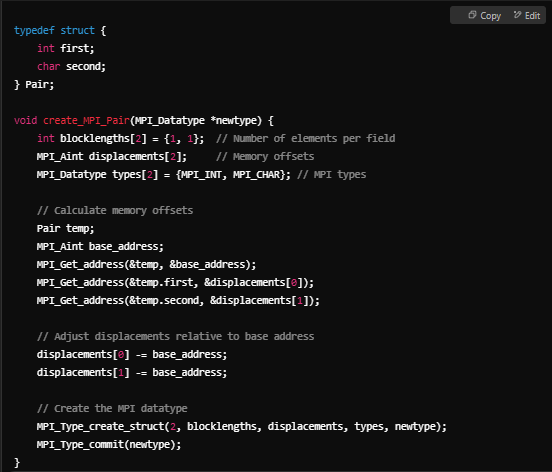 Copy Edit
typedef struct {
    int first;
    char second;
} Pair;

void create_MPI_Pair(MPI_Datatype *newtype) {
    int blocklengths[2] = {1, 1};  // Number of elements per field
    MPI_Aint displacements[2];     // Memory offsets
    MPI_Datatype types[2] = {MPI_INT, MPI_CHAR}; // MPI types

    // Calculate memory offsets
    Pair temp;
    MPI_Aint base_address;
    MPI_Get_address(&temp, &base_address);
    MPI_Get_address(&temp.first, &displacements[0]);
    MPI_Get_address(&temp.second, &displacements[1]);

    // Adjust displacements relative to base address
    displacements[0] -= base_address;
    displacements[1] -= base_address;

    // Create the MPI datatype
    MPI_Type_create_struct(2, blocklengths, displacements, types, newtype);
    MPI_Type_commit(newtype);
}